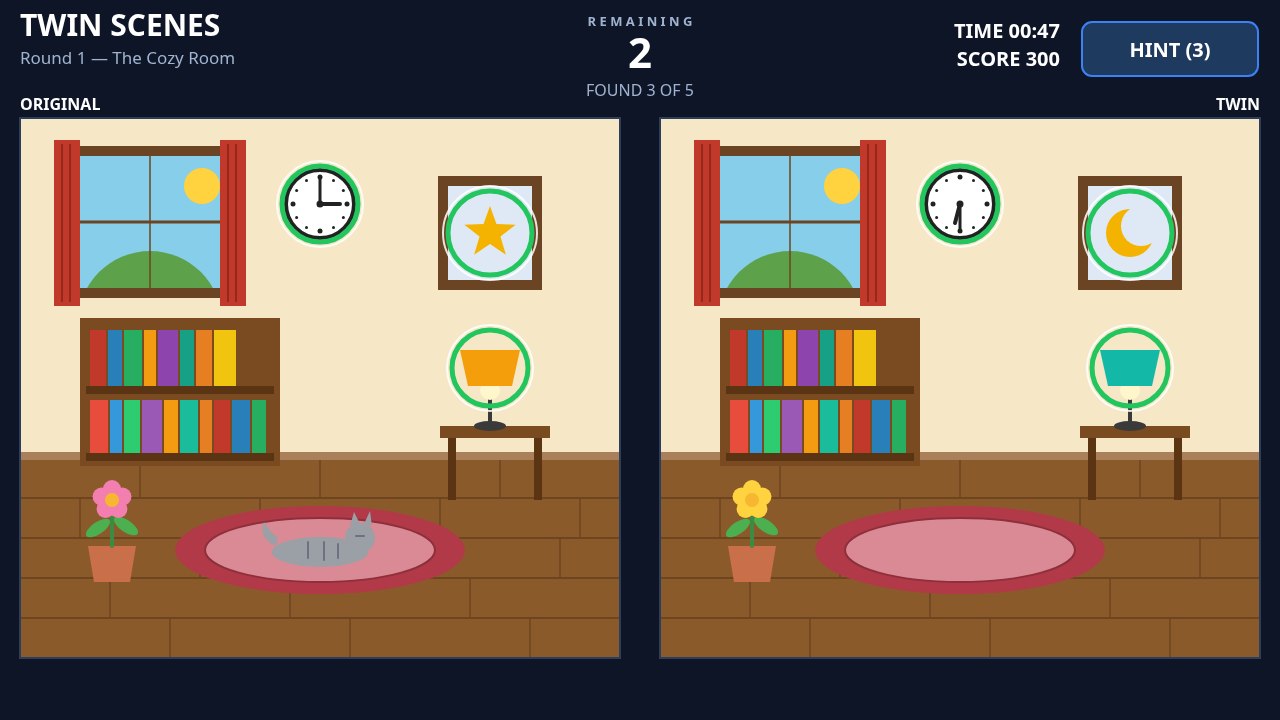 TWIN SCENES
Round 1 — The Cozy Room
REMAINING
2
FOUND 3 OF 5
TIME 00:47
SCORE 300
HINT (3)
ORIGINAL
TWIN